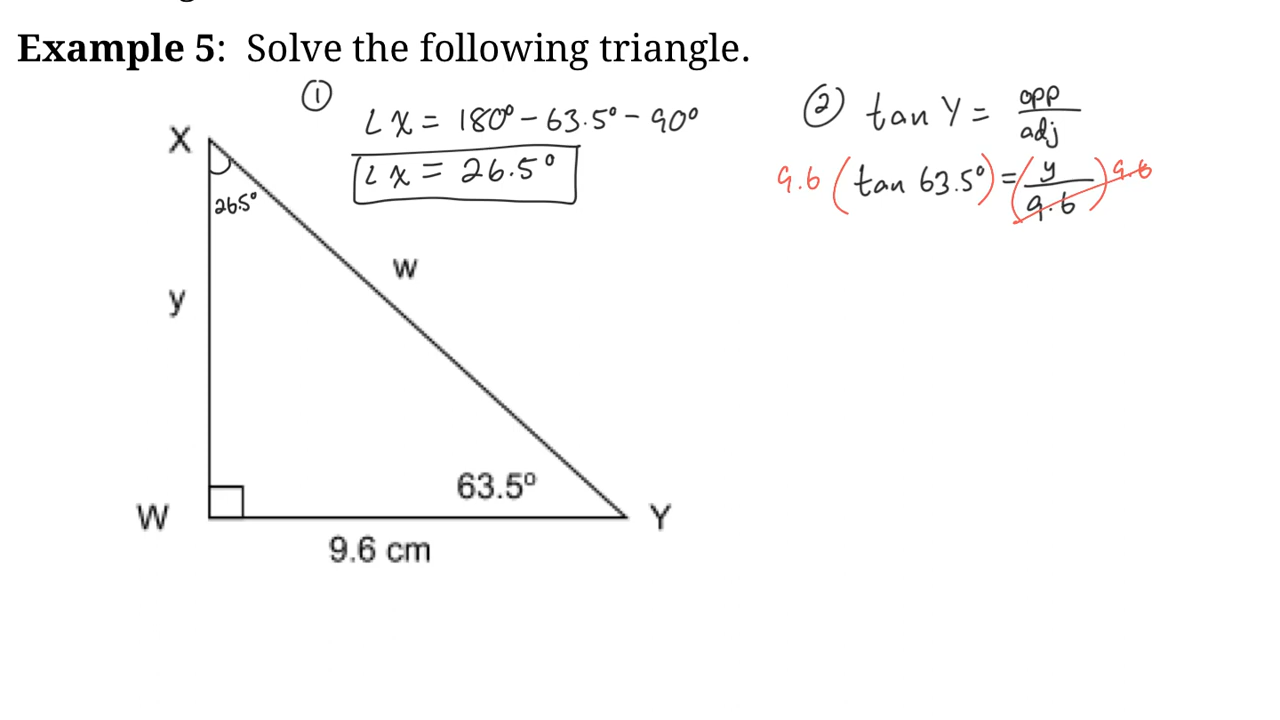 Example 5: Solve the following triangle.
①
∠X = 180° - 63.5° - 90°
∠X = 26.5°
② tan Y = opp/adj
9.6 (tan 63.5°) = (y/9.6) 9.6
X
26.5°
w
y
63.5°
W
Y
9.6 cm